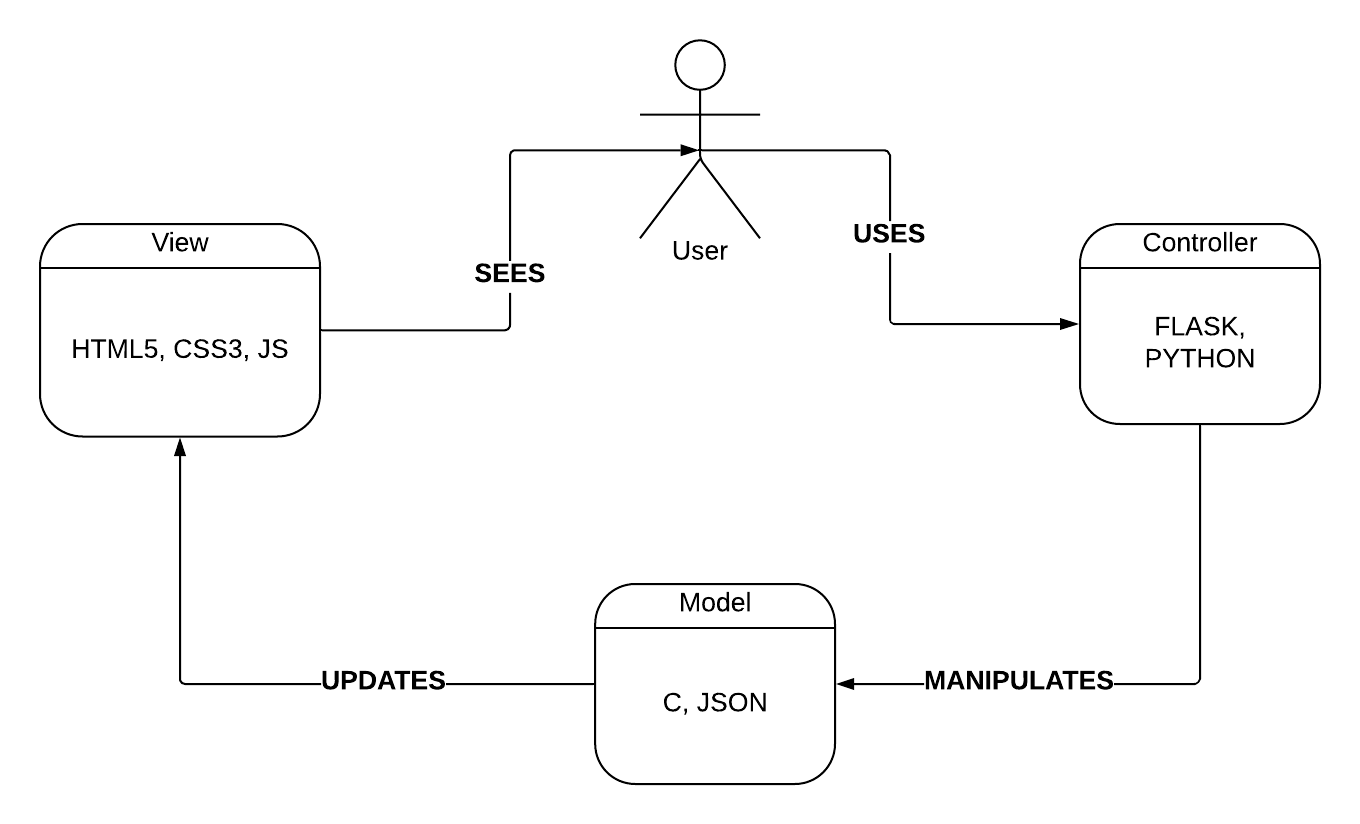 User
USES
SEES
View
HTML5, CSS3, JS
Controller
FLASK,
PYTHON
Model
C, JSON
UPDATES
MANIPULATES